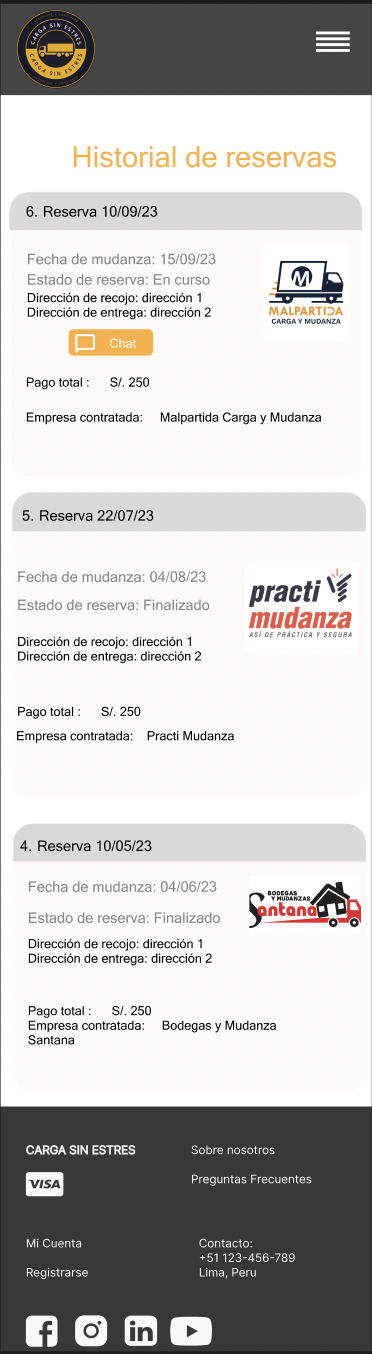 CARGA SIN ESTRES
CARGA SIN ESTRES
Historial de reservas
6. Reserva 10/09/23
Fecha de mudanza: 15/09/23
Estado de reserva: En curso
Dirección de recojo: dirección 1
Dirección de entrega: dirección 2
M
MALPARTIDA
CARGA Y MUDANZA
Chat
Pago total : S/. 250
Empresa contratada: Malpartida Carga y Mudanza
5. Reserva 22/07/23
Fecha de mudanza: 04/08/23
Estado de reserva: Finalizado
practi
mudanza
ASÍ DE PRÁCTICA Y SEGURA
Dirección de recojo: dirección 1
Dirección de entrega: dirección 2
Pago total : S/. 250
Empresa contratada: Practi Mudanza
4. Reserva 10/05/23
Fecha de mudanza: 04/06/23
Estado de reserva: Finalizado
BODEGAS
Y MUDANZAS
Santana
Dirección de recojo: dirección 1
Dirección de entrega: dirección 2
Pago total : S/. 250
Empresa contratada: Bodegas y Mudanza
Santana
CARGA SIN ESTRES
Sobre nosotros
VISA
Preguntas Frecuentes
Mi Cuenta
Registrarse
Contacto:
+51 123-456-789
Lima, Peru
f
in